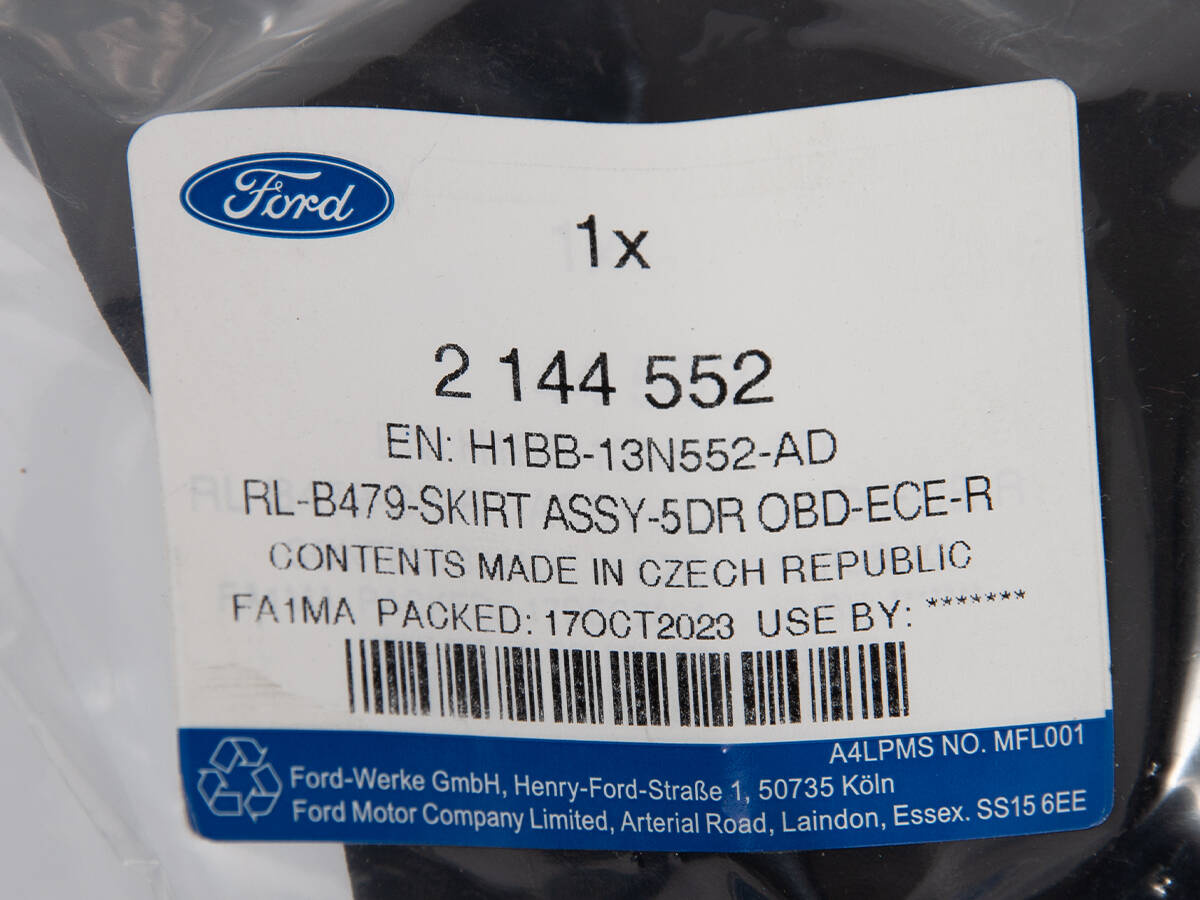 Ford
1x
2 144 552
EN: H1BB-13N552-AD
RL-B479-SKIRT ASSY-5DR OBD-ECE-R
CONTENTS MADE IN CZECH REPUBLIC
FA1MA PACKED: 17OCT2023 USE BY: *******
A4LPMS NO. MFL001
Ford-Werke GmbH, Henry-Ford-Straße 1, 50735 Köln
Ford Motor Company Limited, Arterial Road, Laindon, Essex. SS15 6EE